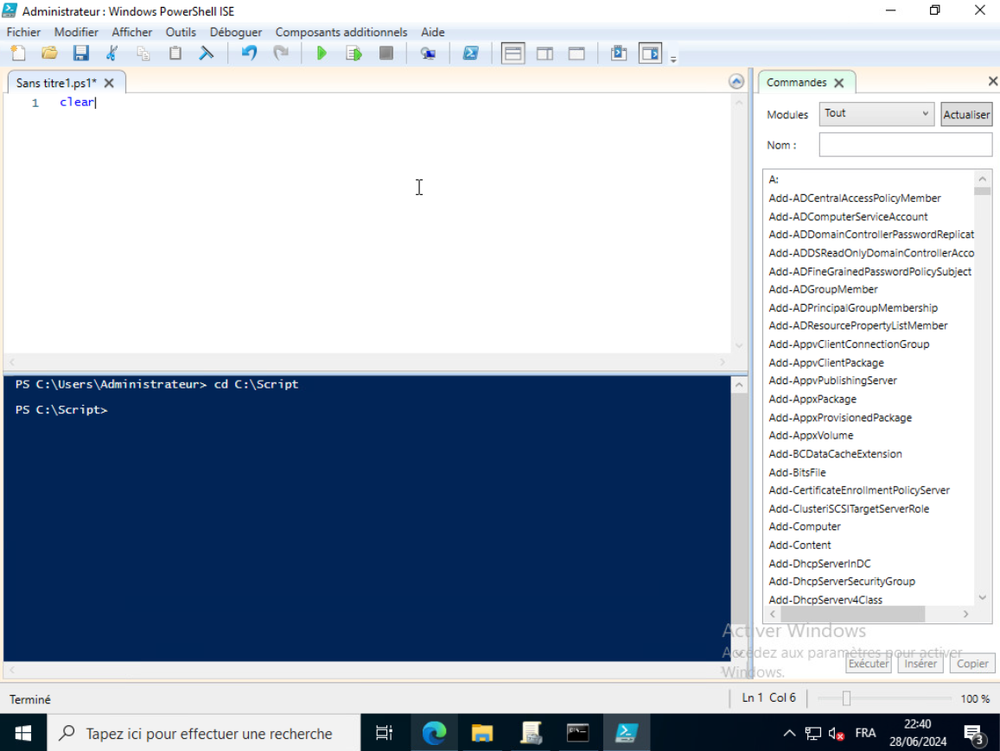 Administrateur : Windows PowerShell ISE
Fichier Modifier Afficher Outils Déboguer Composants additionnels Aide
Sans titre1.ps1* X
1 clear
PS C:\Users\Administrateur> cd C:\Script
PS C:\Script>
Commandes X
Modules Tout Actualiser
Nom :
A:
Add-ADCentralAccessPolicyMember
Add-ADComputerServiceAccount
Add-ADDomainControllerPasswordReplicat
Add-ADDSReadOnlyDomainControllerAcco
Add-ADFineGrainedPasswordPolicySubject
Add-ADGroupMember
Add-ADPrincipalGroupMembership
Add-ADResourcePropertyListMember
Add-AppvClientConnectionGroup
Add-AppvClientPackage
Add-AppvPublishingServer
Add-AppxPackage
Add-AppxProvisionedPackage
Add-AppxVolume
Add-BCDataCacheExtension
Add-BitsFile
Add-CertificateEnrollmentPolicyServer
Add-ClusteriSCSITargetServerRole
Add-Computer
Add-Content
Add-DhcpServerInDC
Add-DhcpServerSecurityGroup
Add-DhcpServerv4Class
Activer Windows
Accédez aux paramètres pour activer
Windows.
Exécuter Insérer Copier
Terminé
Ln 1 Col 6
100 %
Tapez ici pour effectuer une recherche
FRA
22:40
28/06/2024
3